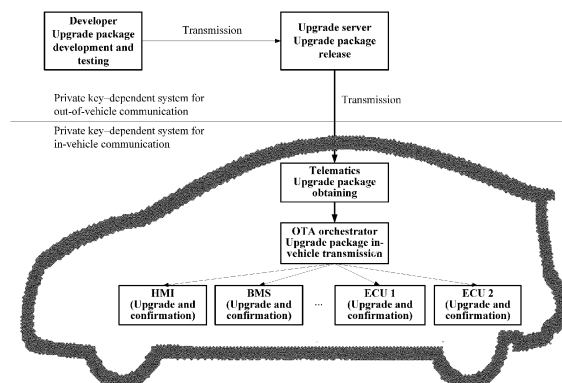 Developer
Upgrade package
development and
testing
Transmission
Upgrade server
Upgrade package
release
Private key–dependent system for
out-of-vehicle communication
Transmission
Private key–dependent system for
in-vehicle communication
Telematics
Upgrade package
obtaining
OTA orchestrator
Upgrade package in-
vehicle transmission
HMI
(Upgrade and
confirmation)
BMS
(Upgrade and
confirmation)
...
ECU 1
(Upgrade and
confirmation)
ECU 2
(Upgrade and
confirmation)